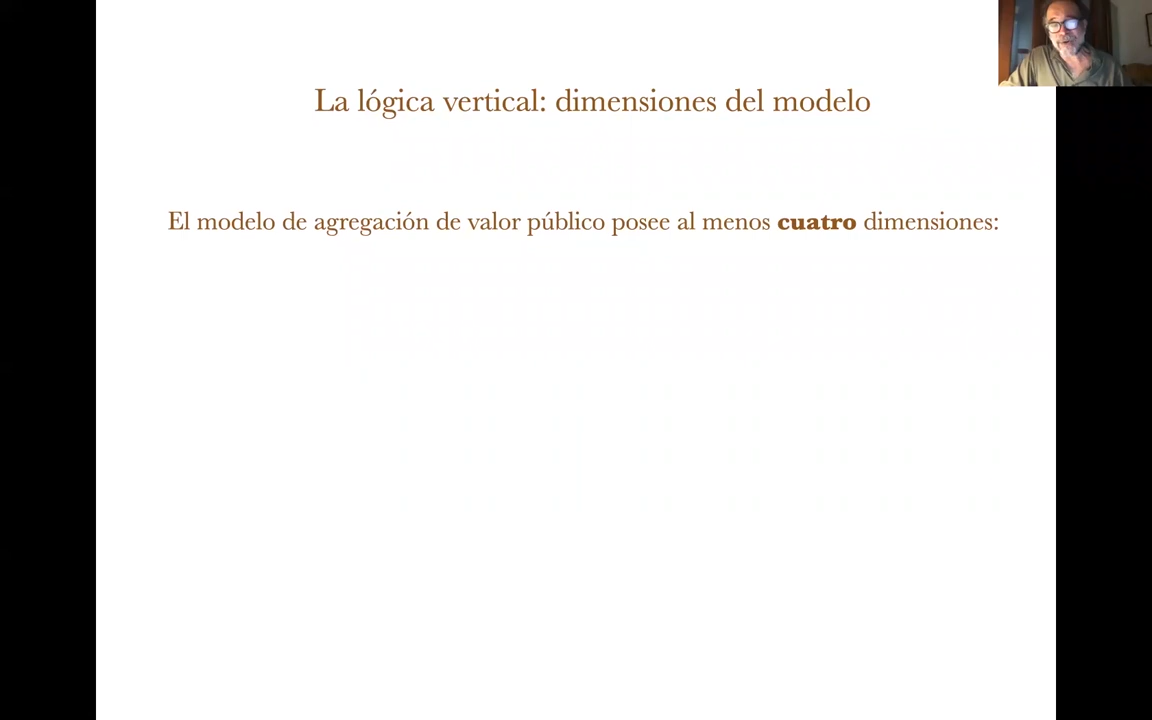 La lógica vertical: dimensiones del modelo
El modelo de agregación de valor público posee al menos cuatro dimensiones: